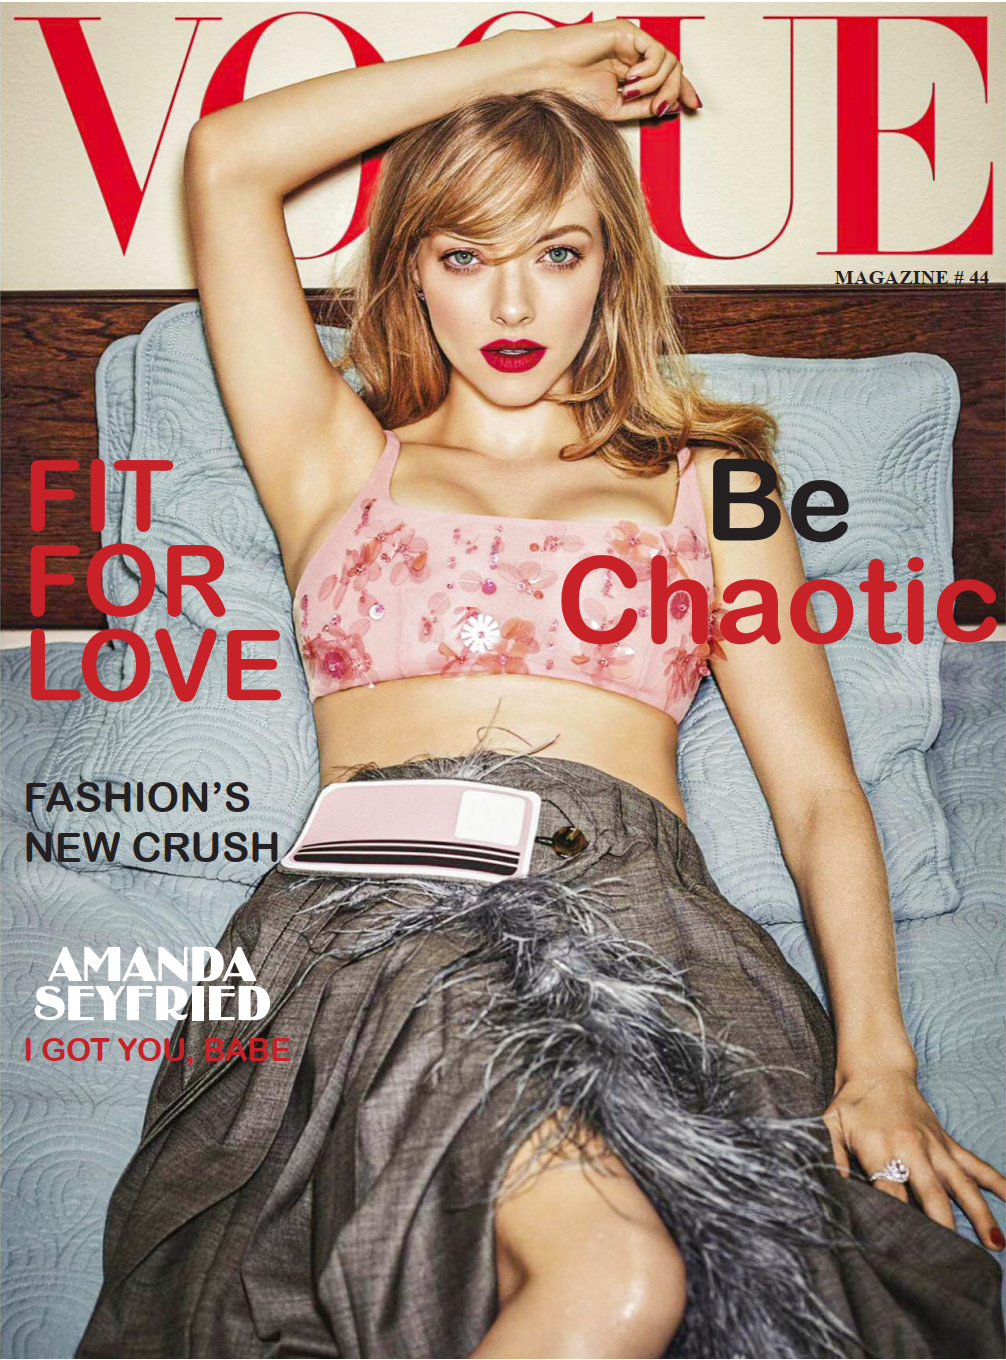 VOGUE
MAGAZINE # 44
FIT
FOR
LOVE
Be
Chaotic
FASHION’S
NEW CRUSH
AMANDA
SEYFRIED
I GOT YOU, BABE